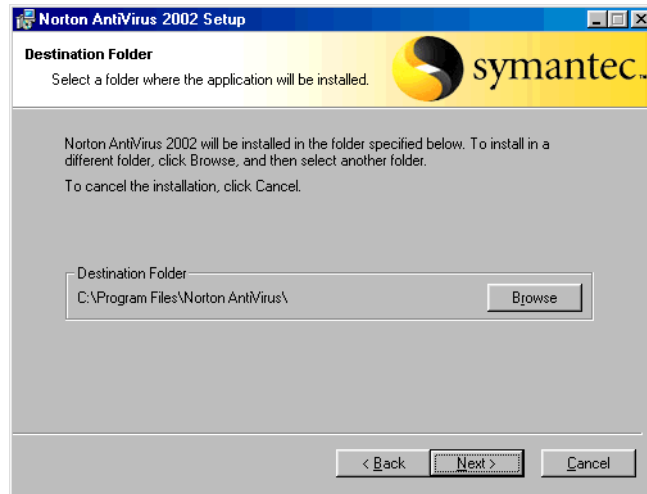 Norton AntiVirus 2002 Setup
Destination Folder
Select a folder where the application will be installed.
symantec.
Norton AntiVirus 2002 will be installed in the folder specified below. To install in a
different folder, click Browse, and then select another folder.
To cancel the installation, click Cancel.
Destination Folder
C:\Program Files\Norton AntiVirus\
Browse
< Back
Next >
Cancel